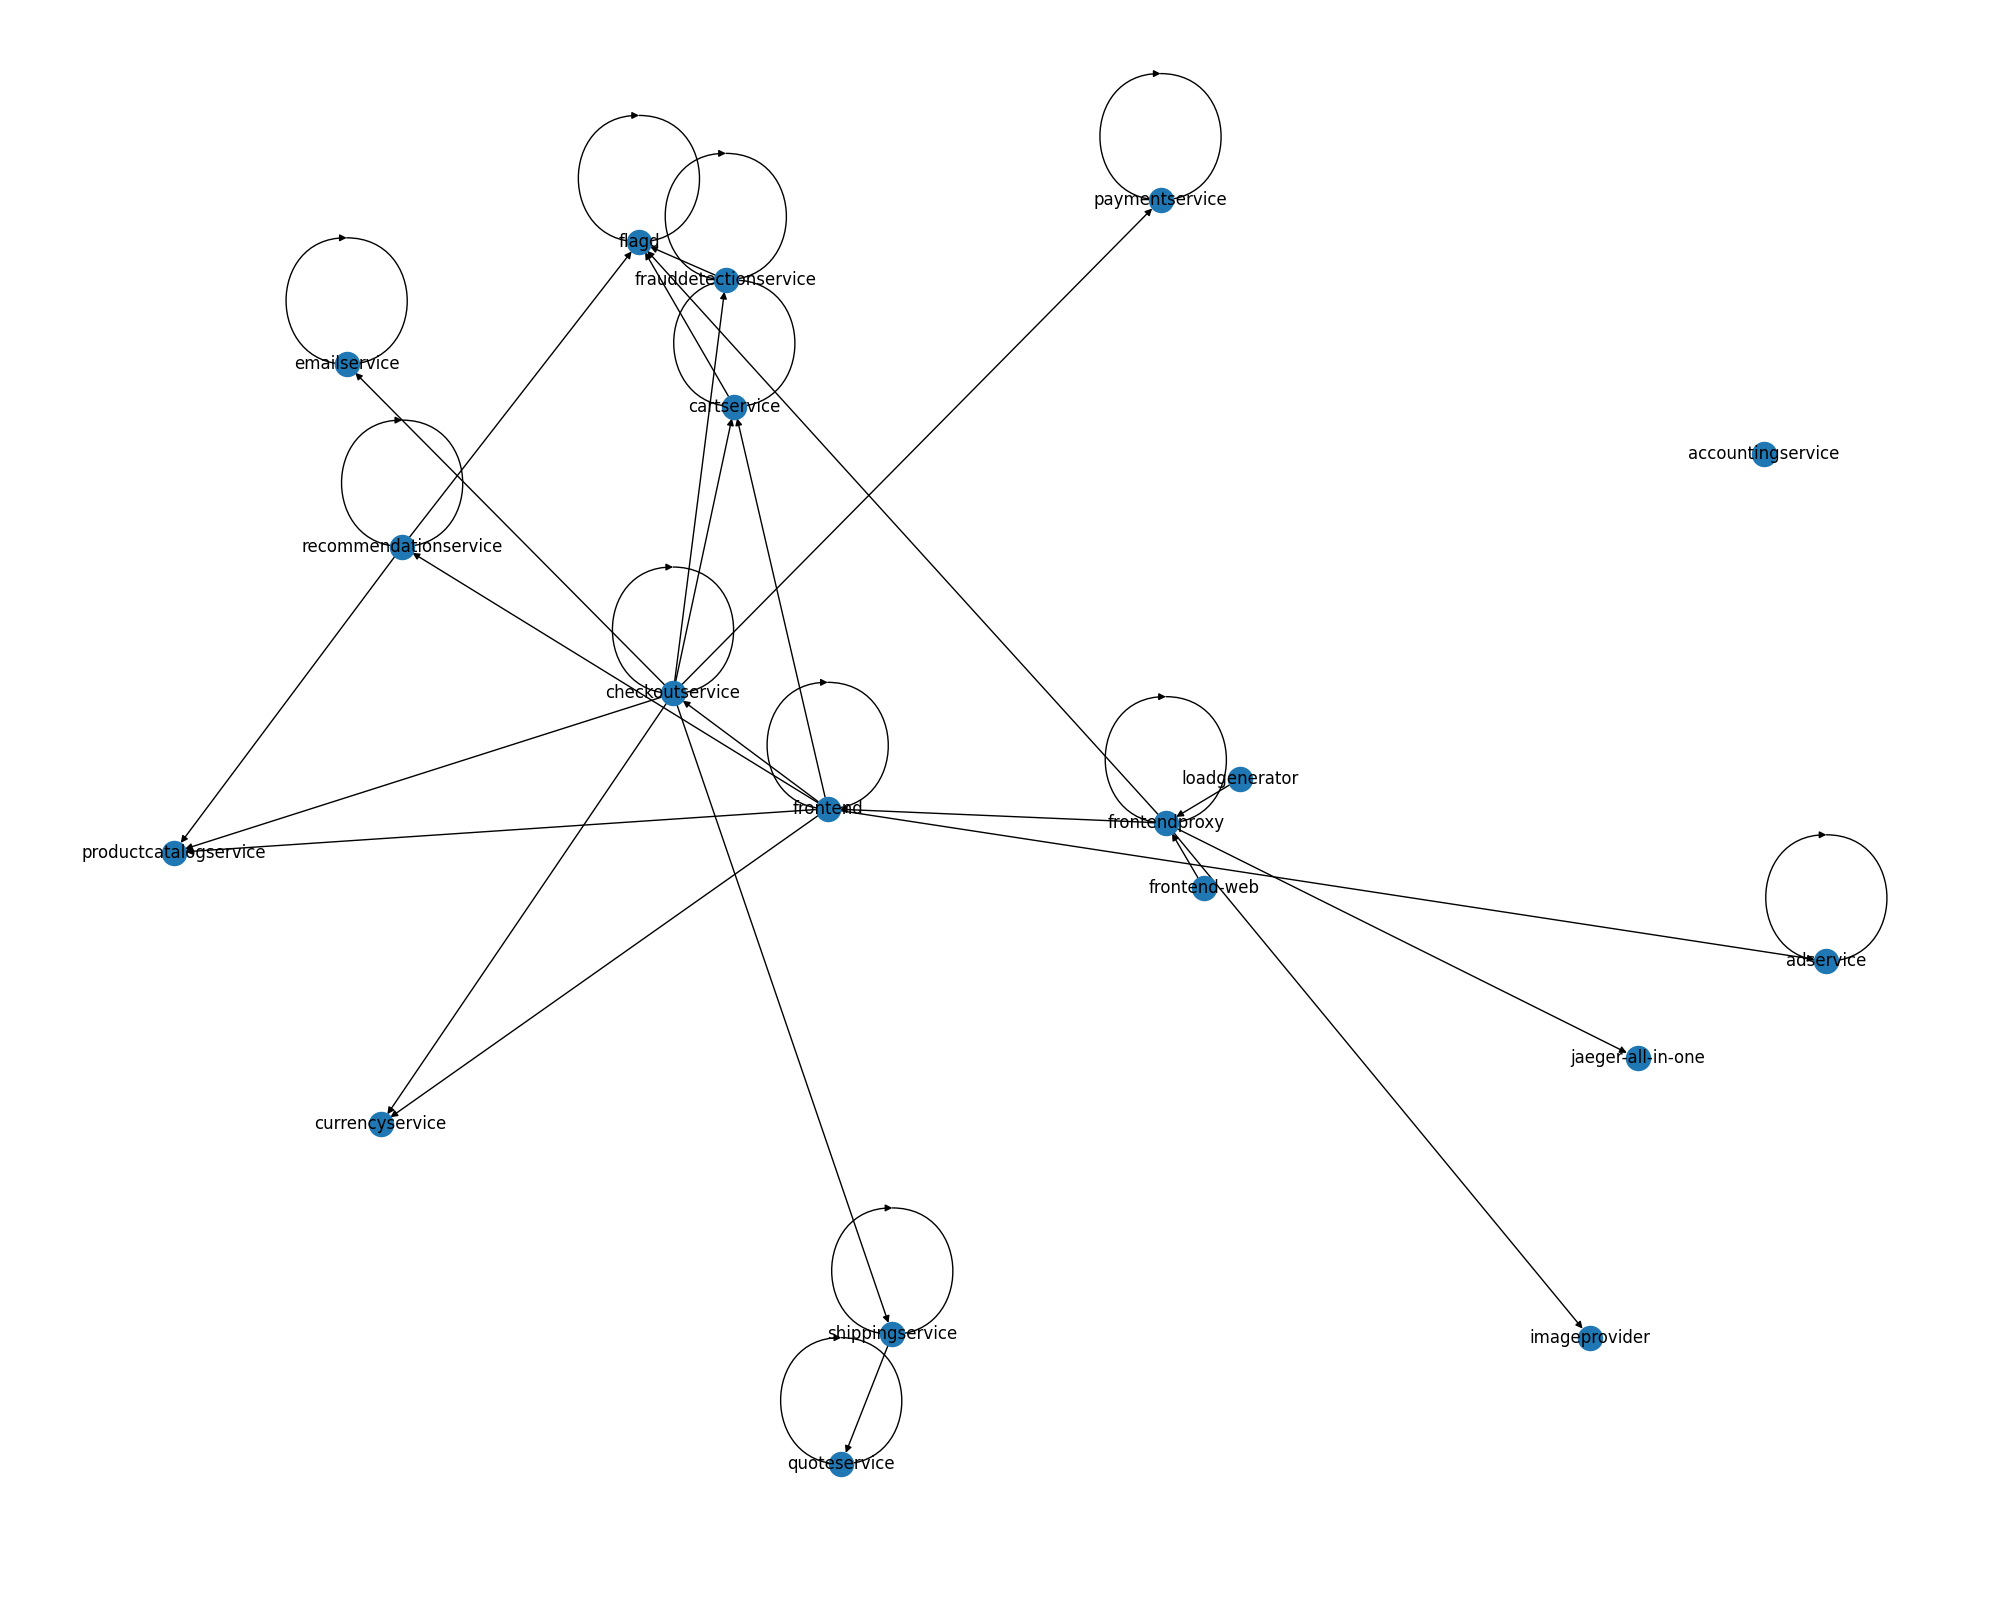 paymentservice
flagd
frauddetectionservice
emailservice
cartservice
accountingservice
recommendationservice
checkoutservice
loadgenerator
frontend
frontendproxy
productcatalogservice
frontend-web
adservice
jaeger-all-in-one
currencyservice
shippingservice
imageprovider
quoteservice